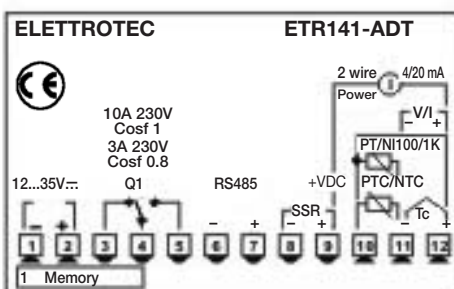 ELETTROTEC ETR141-ADT
CE
2 wire 4/20 mA
Power I
V/I
- +
10A 230V
Cosf 1
3A 230V
Cosf 0.8
PT/NI100/1K
12...35V⎓ Q1 RS485 +VDC PTC/NTC
SSR Tc
- + - + - + - +
1 2 3 4 5 6 7 8 9 10 11 12
1 Memory